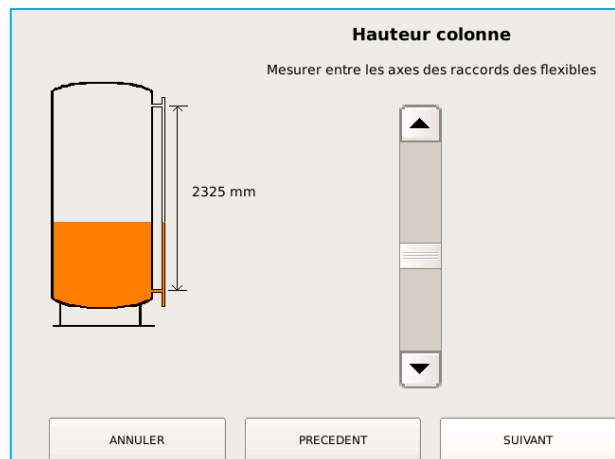 Hauteur colonne
Mesurer entre les axes des raccords des flexibles
2325 mm
ANNULER
PRECEDENT
SUIVANT